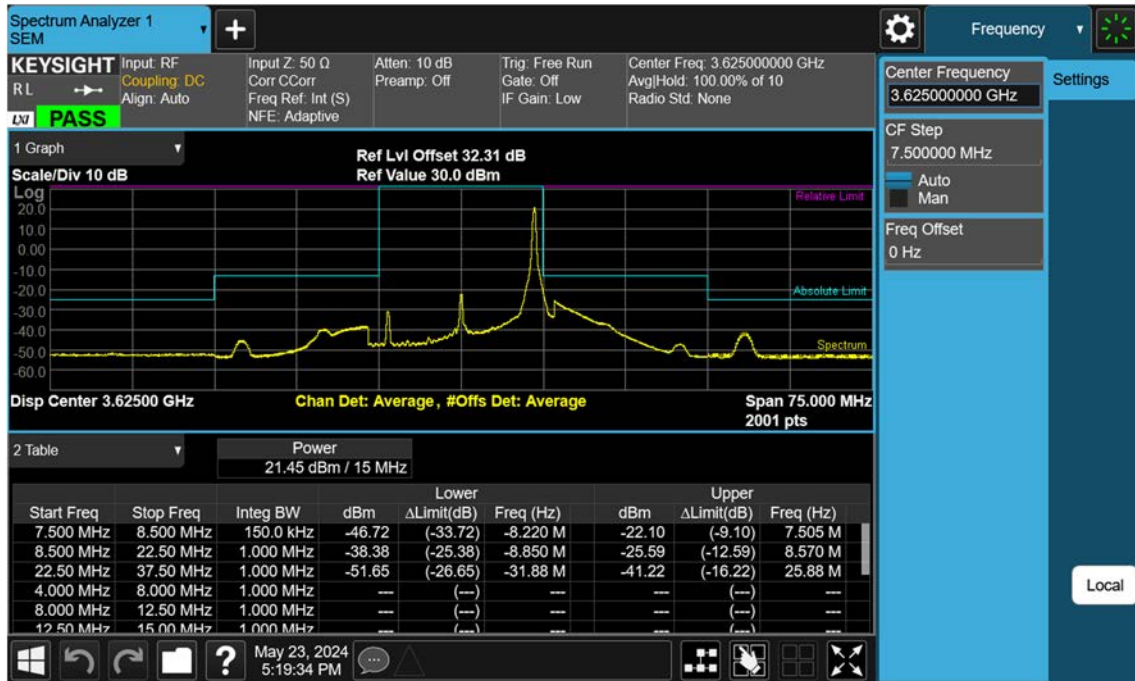 Spectrum Analyzer 1
SEM
Frequency
KEYSIGHT
RL
LXI
PASS
Input: RF
Coupling: DC
Align: Auto
Input Z: 50 Ω
Corr CCorr
Freq Ref: Int (S)
NFE: Adaptive
Atten: 10 dB
Preamp: Off
Trig: Free Run
Gate: Off
IF Gain: Low
Center Freq: 3.625000000 GHz
Avg|Hold: 100.00% of 10
Radio Std: None
Center Frequency
3.625000000 GHz
Settings
CF Step
7.500000 MHz
Auto
Man
Freq Offset
0 Hz
Local
1 Graph
Scale/Div 10 dB
Ref Lvl Offset 32.31 dB
Ref Value 30.0 dBm
Log
Relative Limit
20.0
10.0
0.00
-10.0
-20.0
Absolute Limit
-30.0
-40.0
-50.0
Spectrum
-60.0
Disp Center 3.62500 GHz
Chan Det: Average, #Offs Det: Average
Span 75.000 MHz
2001 pts
2 Table
Power
21.45 dBm / 15 MHz
Lower Upper
Start Freq Stop Freq Integ BW dBm ΔLimit(dB) Freq (Hz) dBm ΔLimit(dB) Freq (Hz)
7.500 MHz 8.500 MHz 150.0 kHz -46.72 (-33.72) -8.220 M -22.10 (-9.10) 7.505 M
8.500 MHz 22.50 MHz 1.000 MHz -38.38 (-25.38) -8.850 M -25.59 (-12.59) 8.570 M
22.50 MHz 37.50 MHz 1.000 MHz -51.65 (-26.65) -31.88 M -41.22 (-16.22) 25.88 M
4.000 MHz 8.000 MHz 1.000 MHz --- (---) --- --- (---) ---
8.000 MHz 12.50 MHz 1.000 MHz --- (---) --- --- (---) ---
12.50 MHz 15.00 MHz 1.000 MHz --- (---) --- --- (---) ---
May 23, 2024
5:19:34 PM